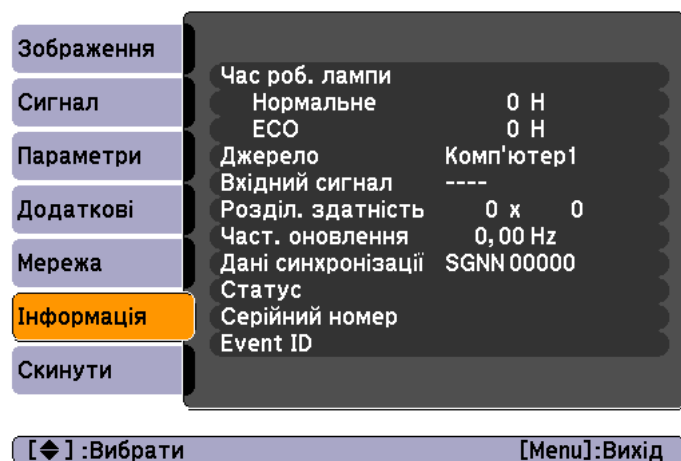 Зображення
Сигнал
Параметри
Додаткові
Мережа
Інформація
Скинути
Час роб. лампи
Нормальне 0 H
ECO 0 H
Джерело Комп'ютер1
Вхідний сигнал ----
Розділ. здатність 0 x 0
Част. оновлення 0,00 Hz
Дані синхронізації SGNN 00000
Статус
Серійний номер
Event ID
[◆] :Вибрати [Menu]:Вихід